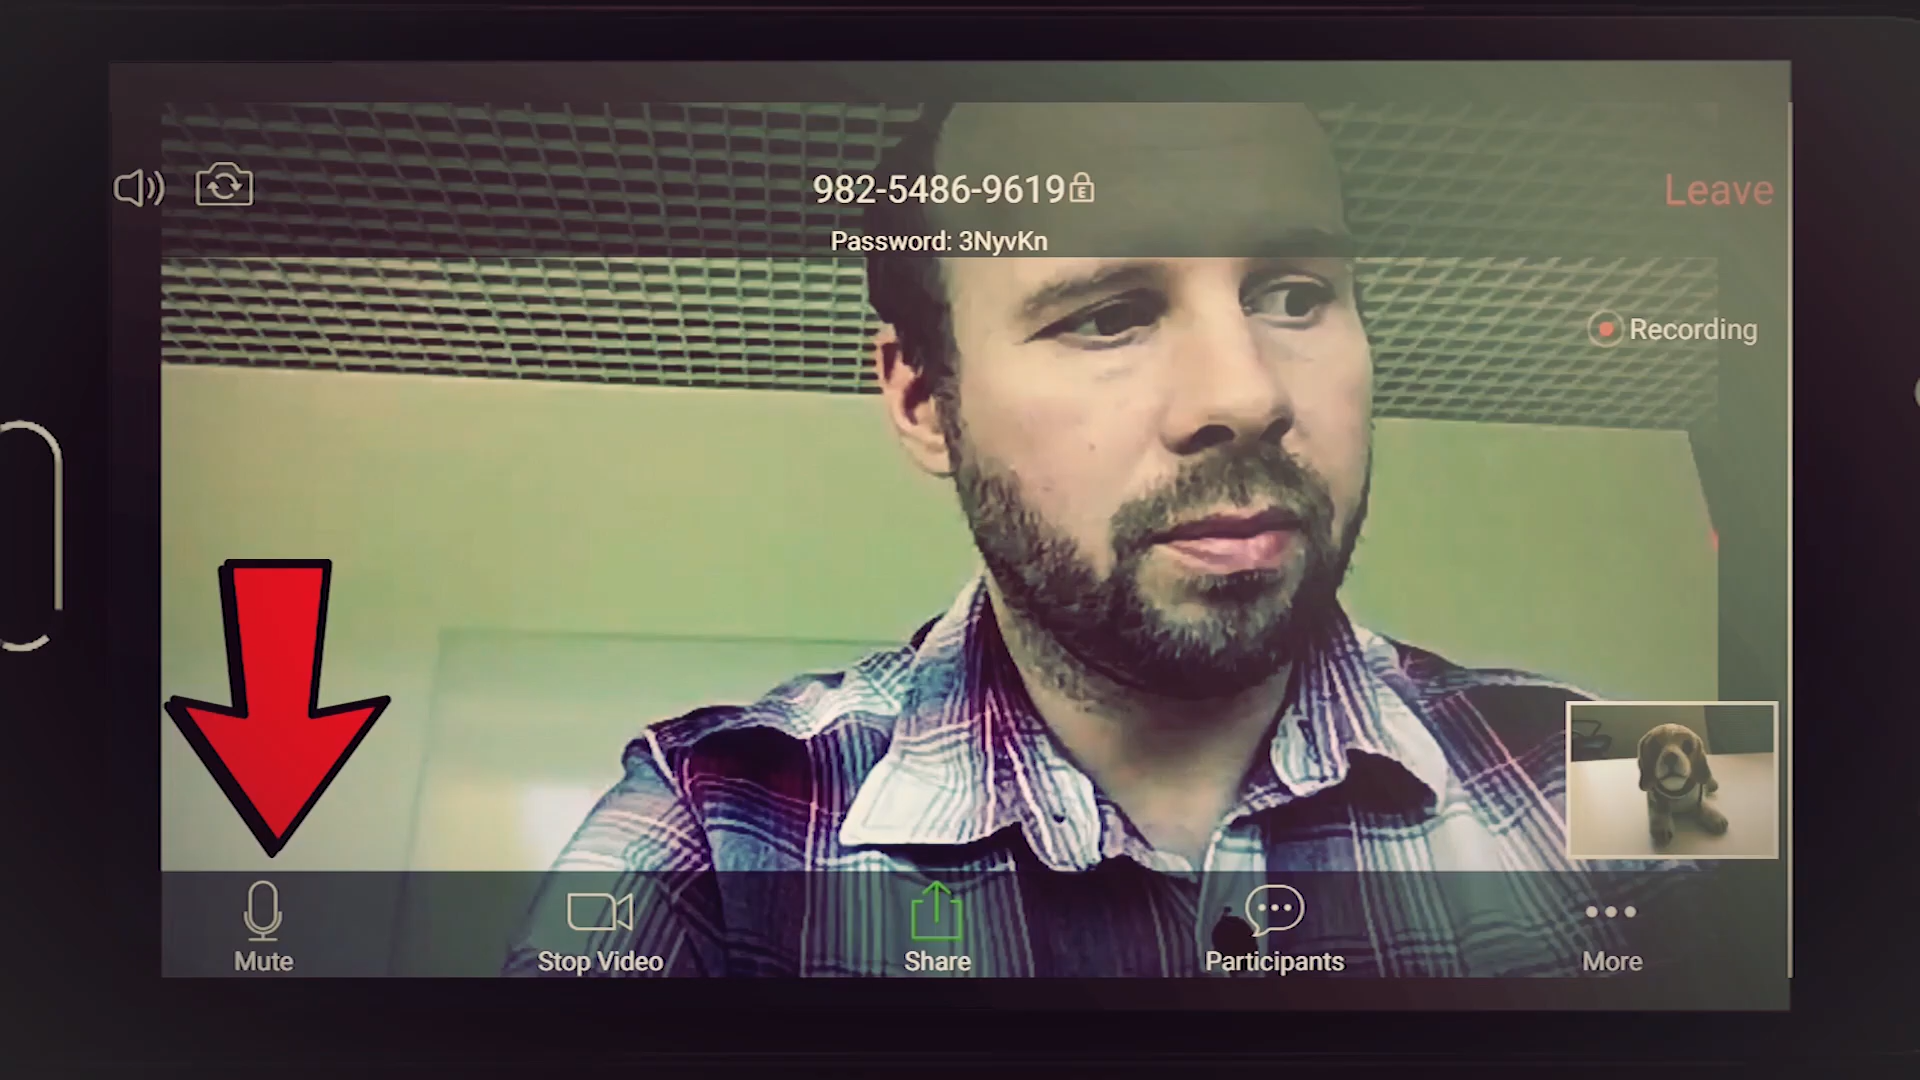 982-5486-9619
Leave
Password: 3NyvKn
Recording
Mute
Stop Video
Share
Participants
More